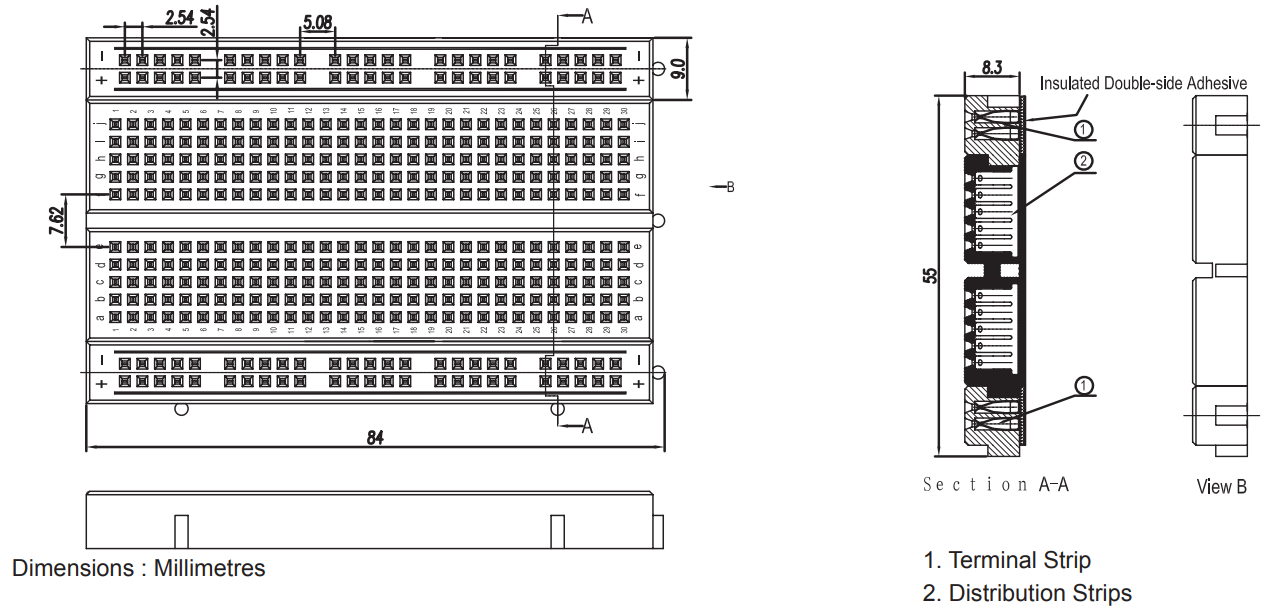 2.54
2.54
5.08
A
9.0
8.3
Insulated Double-side Adhesive
− −
+ +
1 2 3 4 5 6 7 8 9 10 11 12 13 14 15 16 17 18 19 20 21 22 23 24 25 26 27 28 29 30
j j
i i
h h
g g
f
1
2
B
7.62
55
e e
d d
c c
b b
a a
1 2 3 4 5 6 7 8 9 10 11 12 13 14 15 16 17 18 19 20 21 22 23 24 25 26 27 28 29 30
− −
+ +
1
A
84
Section A-A
View B
Dimensions : Millimetres
1. Terminal Strip
2. Distribution Strips